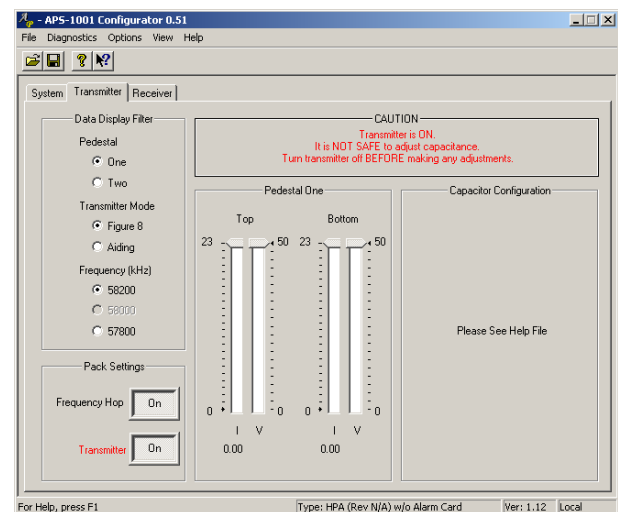 Ap - APS-1001 Configurator 0.51
File Diagnostics Options View Help
System Transmitter Receiver
Data Display Filter
Pedestal
One
Two
Transmitter Mode
Figure 8
Aiding
Frequency (kHz)
58200
58000
57800
Pack Settings
Frequency Hop On
Transmitter On
CAUTION
Transmitter is ON.
It is NOT SAFE to adjust capacitance.
Turn transmitter off BEFORE making any adjustments.
Pedestal One
Top Bottom
23 50 23 50
0 0 0 0
I V I V
0.00 0.00
Capacitor Configuration
Please See Help File
For Help, press F1 Type: HPA (Rev N/A) w/o Alarm Card Ver: 1.12 Local